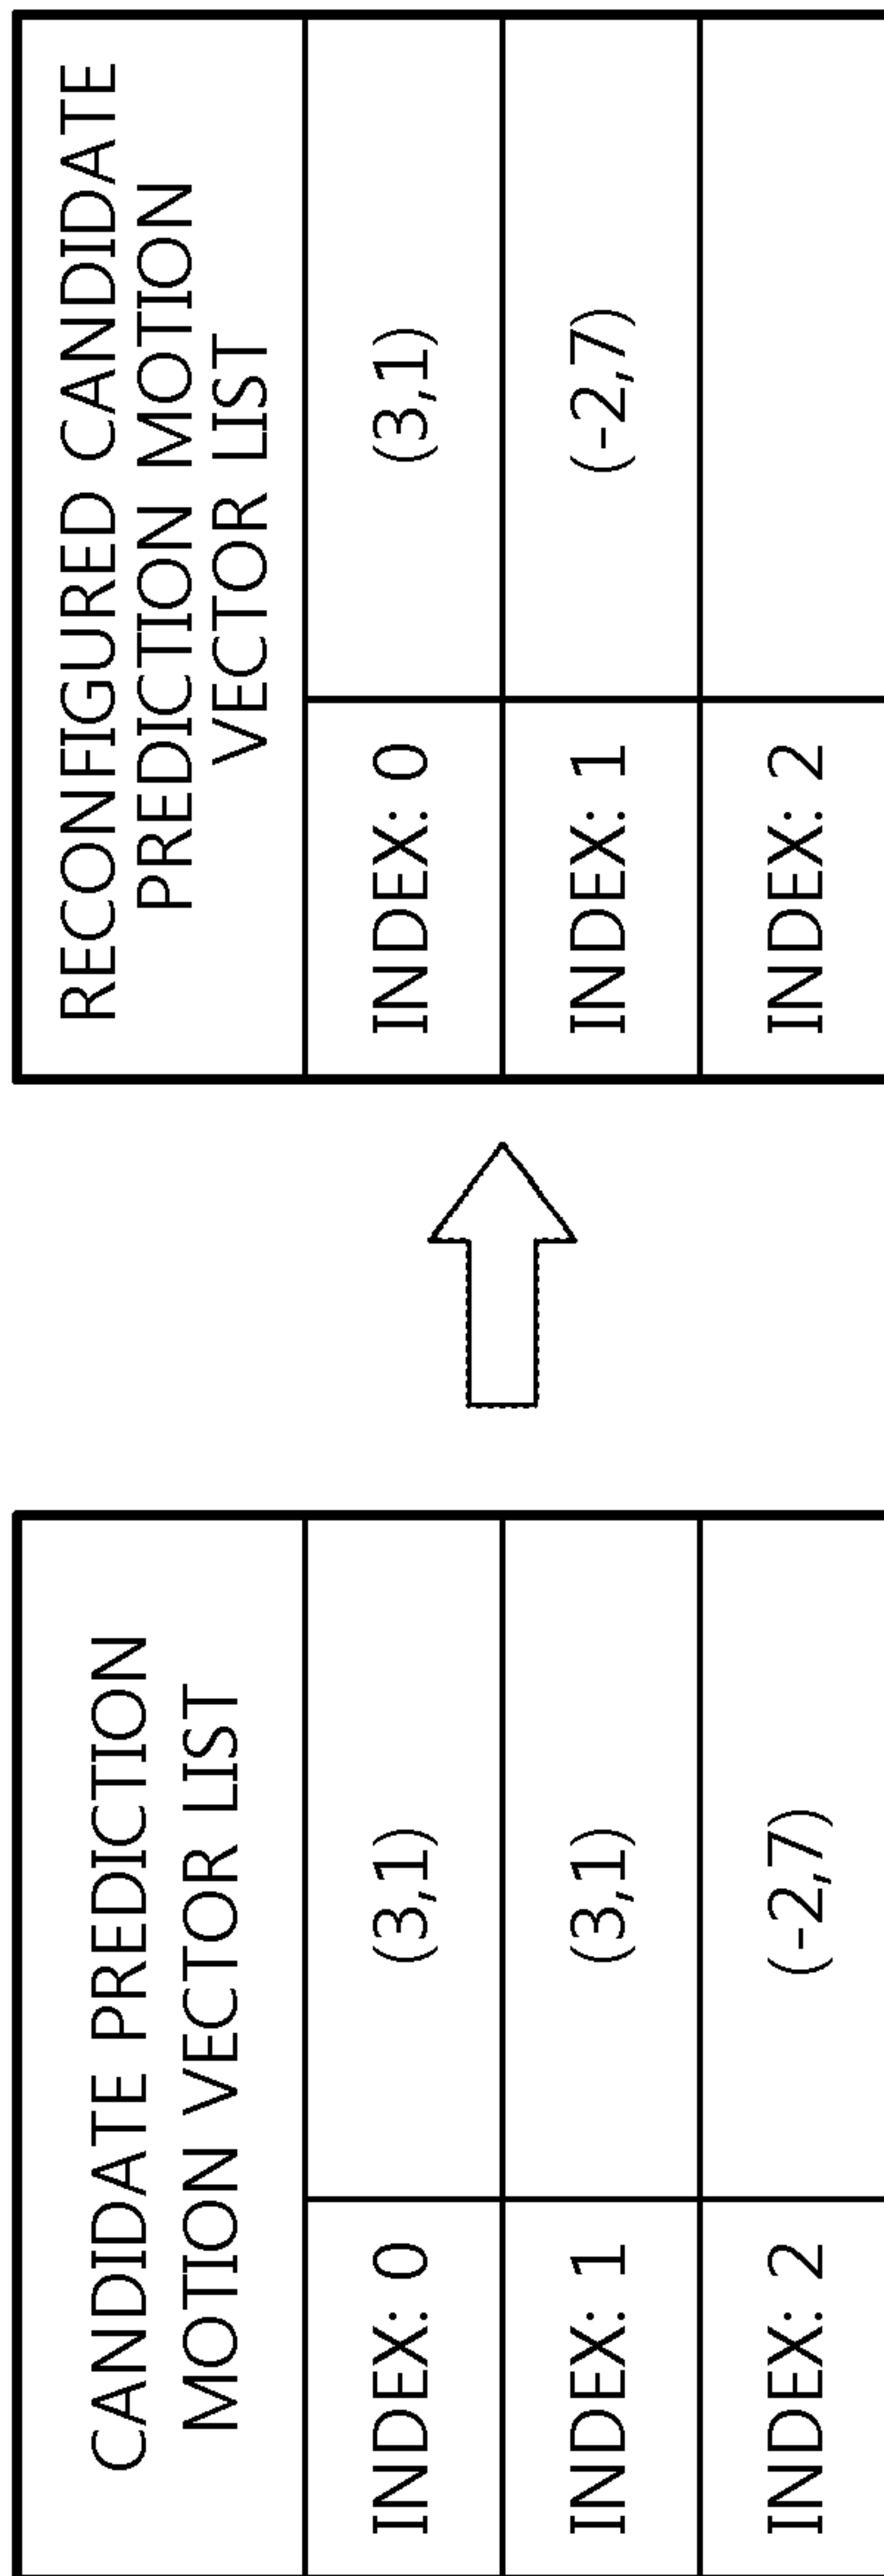 CANDIDATE PREDICTION
MOTION VECTOR LIST
INDEX: 0 (3,1)
INDEX: 1 (3,1)
INDEX: 2 (-2,7)
RECONFIGURED CANDIDATE
PREDICTION MOTION
VECTOR LIST
INDEX: 0 (3,1)
INDEX: 1 (-2,7)
INDEX: 2